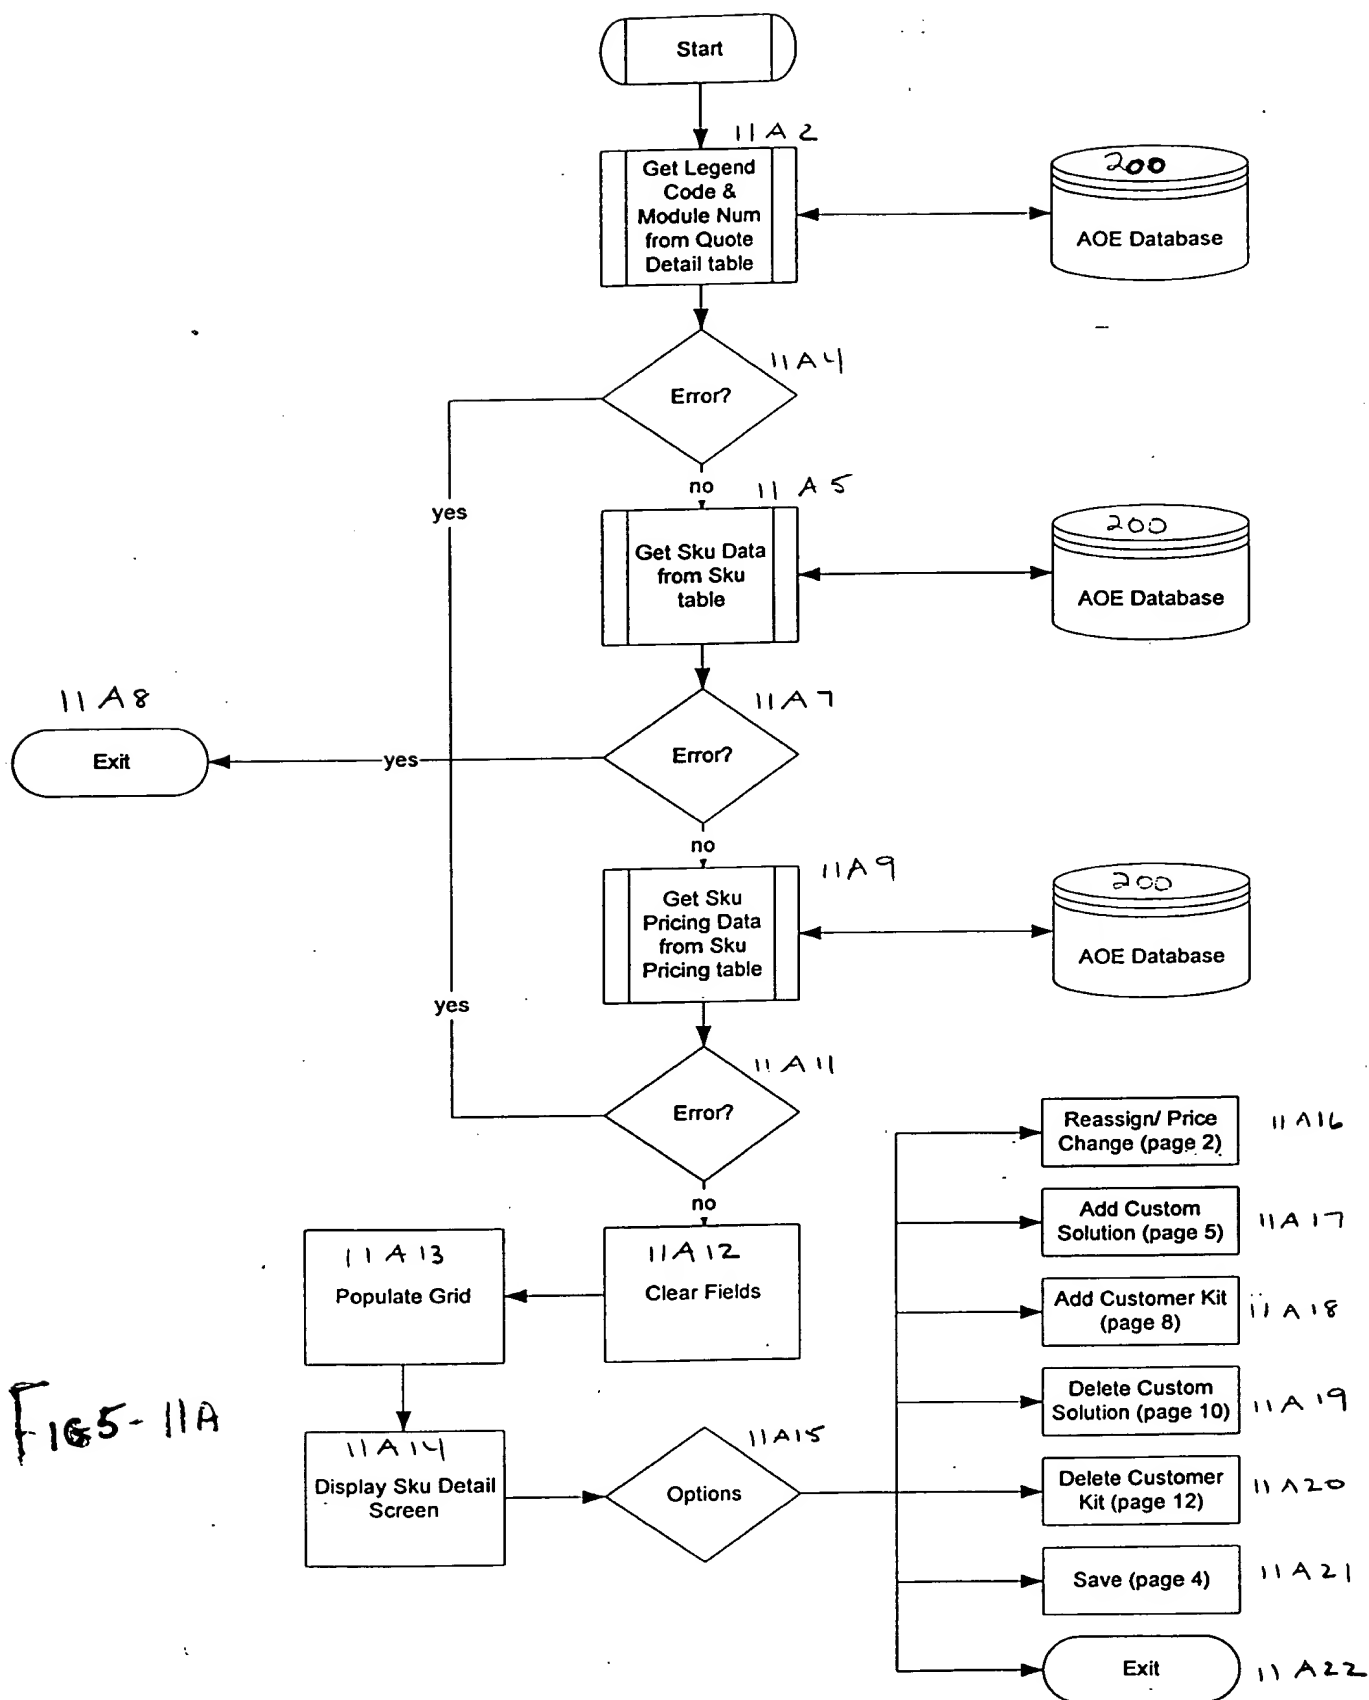 Start
11A2
Get Legend
Code &
Module Num
from Quote
Detail table
200
AOE Database
11A4
Error?
yes
no
11A5
Get Sku Data
from Sku
table
200
AOE Database
11A8
Exit
yes
11A7
Error?
no
11A9
Get Sku
Pricing Data
from Sku
Pricing table
200
AOE Database
yes
11A11
Error?
no
11A12
Clear Fields
11A13
Populate Grid
11A14
Display Sku Detail
Screen
11A15
Options
Reassign/ Price
Change (page 2)
11A16
Add Custom
Solution (page 5)
11A17
Add Customer Kit
(page 8)
11A18
Delete Custom
Solution (page 10)
11A19
Delete Customer
Kit (page 12)
11A20
Save (page 4)
11A21
Exit
11A22
FIG5-11A